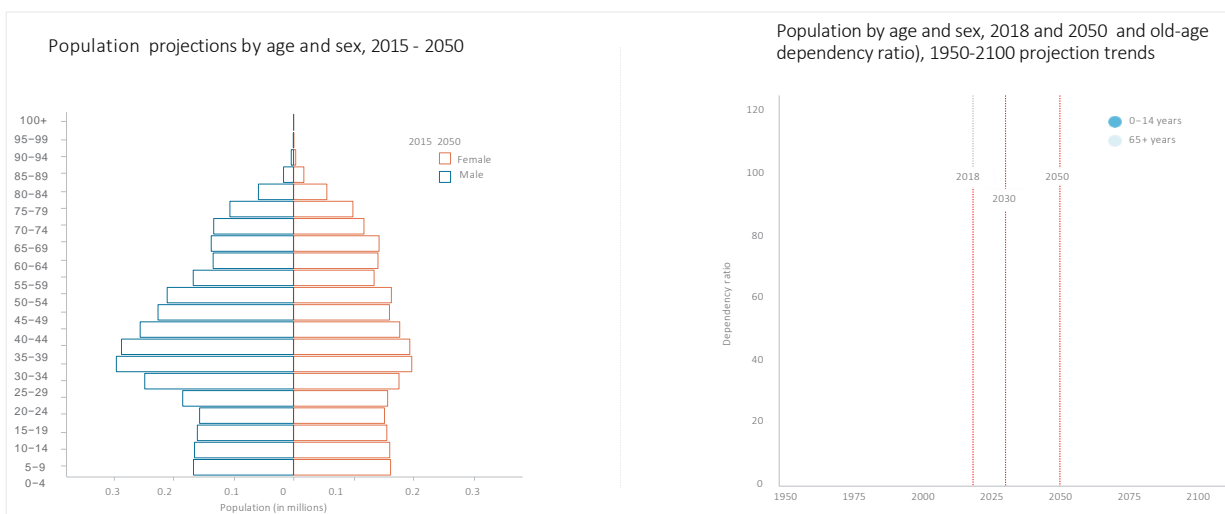 Population projections by age and sex, 2015 - 2050
100+
95–99
90–94
85–89
80–84
75–79
70–74
65–69
60–64
55–59
50–54
45–49
40–44
35–39
30–34
25–29
20–24
15–19
10–14
5–9
0–4
2015 2050
Female
Male
0.3 0.2 0.1 0 0.1 0.2 0.3
Population (in millions)
Population by age and sex, 2018 and 2050 and old-age
dependency ratio), 1950-2100 projection trends
120
100
80
60
40
20
0
Dependency ratio
2018
2030
2050
0–14 years
65+ years
1950 1975 2000 2025 2050 2075 2100